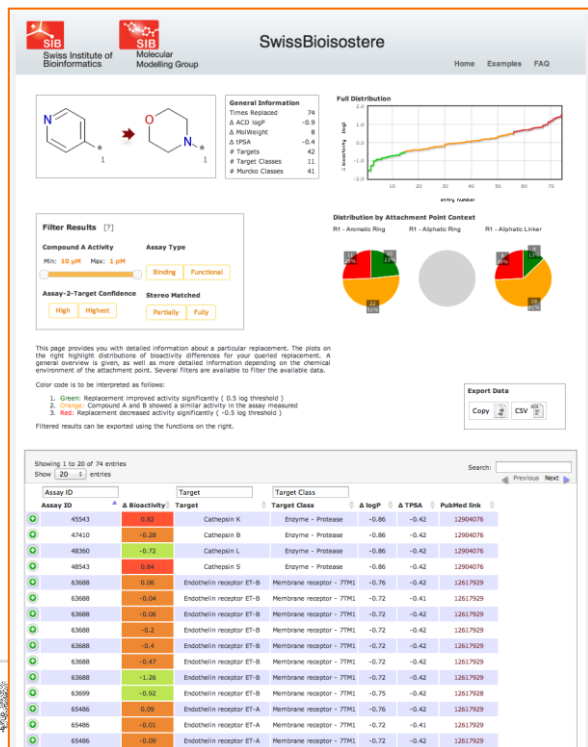 SIB
Swiss Institute of
Bioinformatics
SIB
Molecular
Modelling Group
SwissBioisostere
Home Examples FAQ
N
* 1
O
N * 1
General Information
Times Replaced 74
Δ ACD logP -0.9
Δ MolWeight 8
Δ tPSA -0.4
# Targets 42
# Target Classes 11
# Murcko Classes 41
Full Distribution
2.0
1.0
0.0
-1.0
-2.0
10 20 30 40 50 60 70
entry number
Distribution by Attachment Point Context
R1 - Aromatic Ring R1 - Aliphatic Ring R1 - Aliphatic Linker
Filter Results [?]
Compound A Activity Assay Type
Min: 10 µM Max: 1 pM
Binding Functional
Assay-2-Target Confidence Stereo Matched
High Highest Partially Fully
This page provides you with detailed information about a particular replacement. The plots on
the right highlight distributions of bioactivity differences for your queried replacement. A
general overview is given, as well as more detailed information depending on the chemical
environment of the attachment point. Several filters are available to filter the available data.
Color code is to be interpreted as follows:
1. Green: Replacement improved activity significantly ( 0.5 log threshold )
2. Orange: Compound A and B showed a similar activity in the assay measured
3. Red: Replacement decreased activity significantly ( -0.5 log threshold )
Filtered results can be exported using the functions on the right.
Export Data
Copy CSV
Showing 1 to 20 of 74 entries
Search:
Show 20 entries
Previous Next
Assay ID Target Target Class
Assay ID Δ Bioactivity Target Target Class Δ logP Δ TPSA PubMed link
45543 0.82 Cathepsin K Enzyme - Protease -0.86 -0.42 12904076
47410 -0.28 Cathepsin B Enzyme - Protease -0.86 -0.42 12904076
48360 -0.72 Cathepsin L Enzyme - Protease -0.86 -0.42 12904076
48543 0.84 Cathepsin S Enzyme - Protease -0.86 -0.42 12904076
63688 0.06 Endothelin receptor ET-B Membrane receptor - 7TM1 -0.76 -0.42 12617929
63688 -0.04 Endothelin receptor ET-B Membrane receptor - 7TM1 -0.72 -0.41 12617929
63688 -0.06 Endothelin receptor ET-B Membrane receptor - 7TM1 -0.72 -0.42 12617929
63688 -0.2 Endothelin receptor ET-B Membrane receptor - 7TM1 -0.72 -0.42 12617929
63688 -0.4 Endothelin receptor ET-B Membrane receptor - 7TM1 -0.72 -0.42 12617929
63688 -0.47 Endothelin receptor ET-B Membrane receptor - 7TM1 -0.72 -0.42 12617929
63688 -1.26 Endothelin receptor ET-B Membrane receptor - 7TM1 -0.72 -0.42 12617929
63699 -0.92 Endothelin receptor ET-B Membrane receptor - 7TM1 -0.75 -0.42 12617928
65486 0.09 Endothelin receptor ET-A Membrane receptor - 7TM1 -0.76 -0.42 12617929
65486 -0.01 Endothelin receptor ET-A Membrane receptor - 7TM1 -0.72 -0.41 12617929
65486 -0.09 Endothelin receptor ET-A Membrane receptor - 7TM1 -0.72 -0.42 12617929